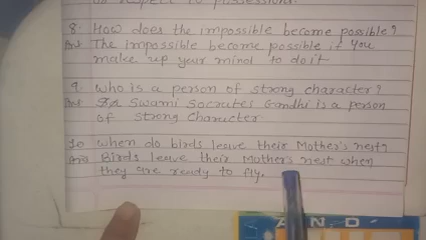 8. How does the impossible become possible?
Ans The impossible become possible if you
make up your mind to do it
9. Who is a person of strong character?
Ans Swami Socrates Gandhi is a person
of strong character
10 When do birds leave their Mother's nest?
Ans Birds leave their Mother's nest when
they are ready to fly.
AND